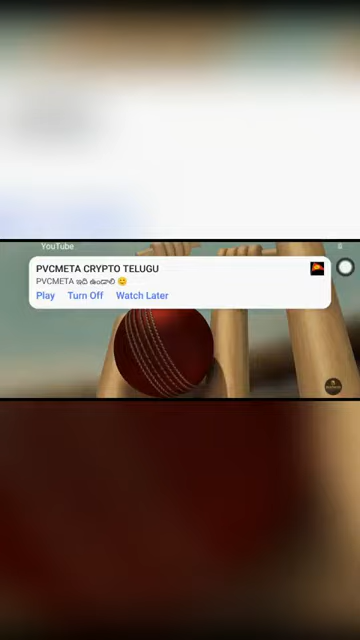 YouTube
PVCMETA CRYPTO TELUGU
PVCMETA ఇది ఉండాలి 🙂
Play Turn Off Watch Later